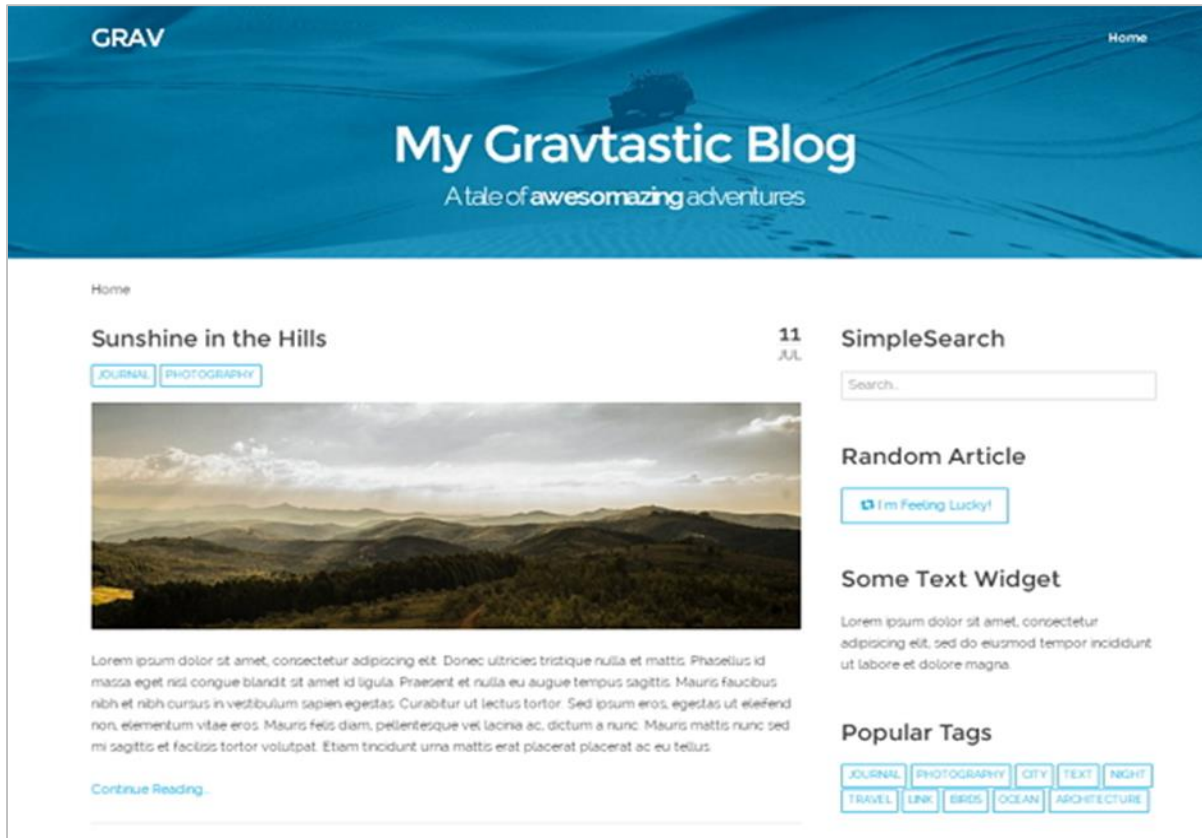 GRAV
Home
My Gravtastic Blog
A tale of awesomazing adventures
Home
Sunshine in the Hills
11
JUL
JOURNAL PHOTOGRAPHY
Lorem ipsum dolor sit amet, consectetur adipiscing elit. Donec ultricies tristique nulla et mattis. Phasellus id
massa eget nisl congue blandit sit amet id ligula. Praesent et nulla eu augue tempus sagittis. Mauris faucibus
nibh et nibh cursus in vestibulum sapien egestas. Curabitur ut lectus tortor. Sed ipsum eros, egestas ut eleifend
non, elementum vitae eros. Mauris felis diam, pellentesque vel lacinia ac, dictum a nunc. Mauris mattis nunc sed
mi sagittis et facilisis tortor volutpat. Etiam tincidunt urna mattis erat placerat placerat ac eu tellus.
Continue Reading...
SimpleSearch
Search..
Random Article
I'm Feeling Lucky!
Some Text Widget
Lorem ipsum dolor sit amet, consectetur
adipisicing elit, sed do eiusmod tempor incididunt
ut labore et dolore magna.
Popular Tags
JOURNAL PHOTOGRAPHY CITY TEXT NIGHT
TRAVEL LINK BIRDS OCEAN ARCHITECTURE